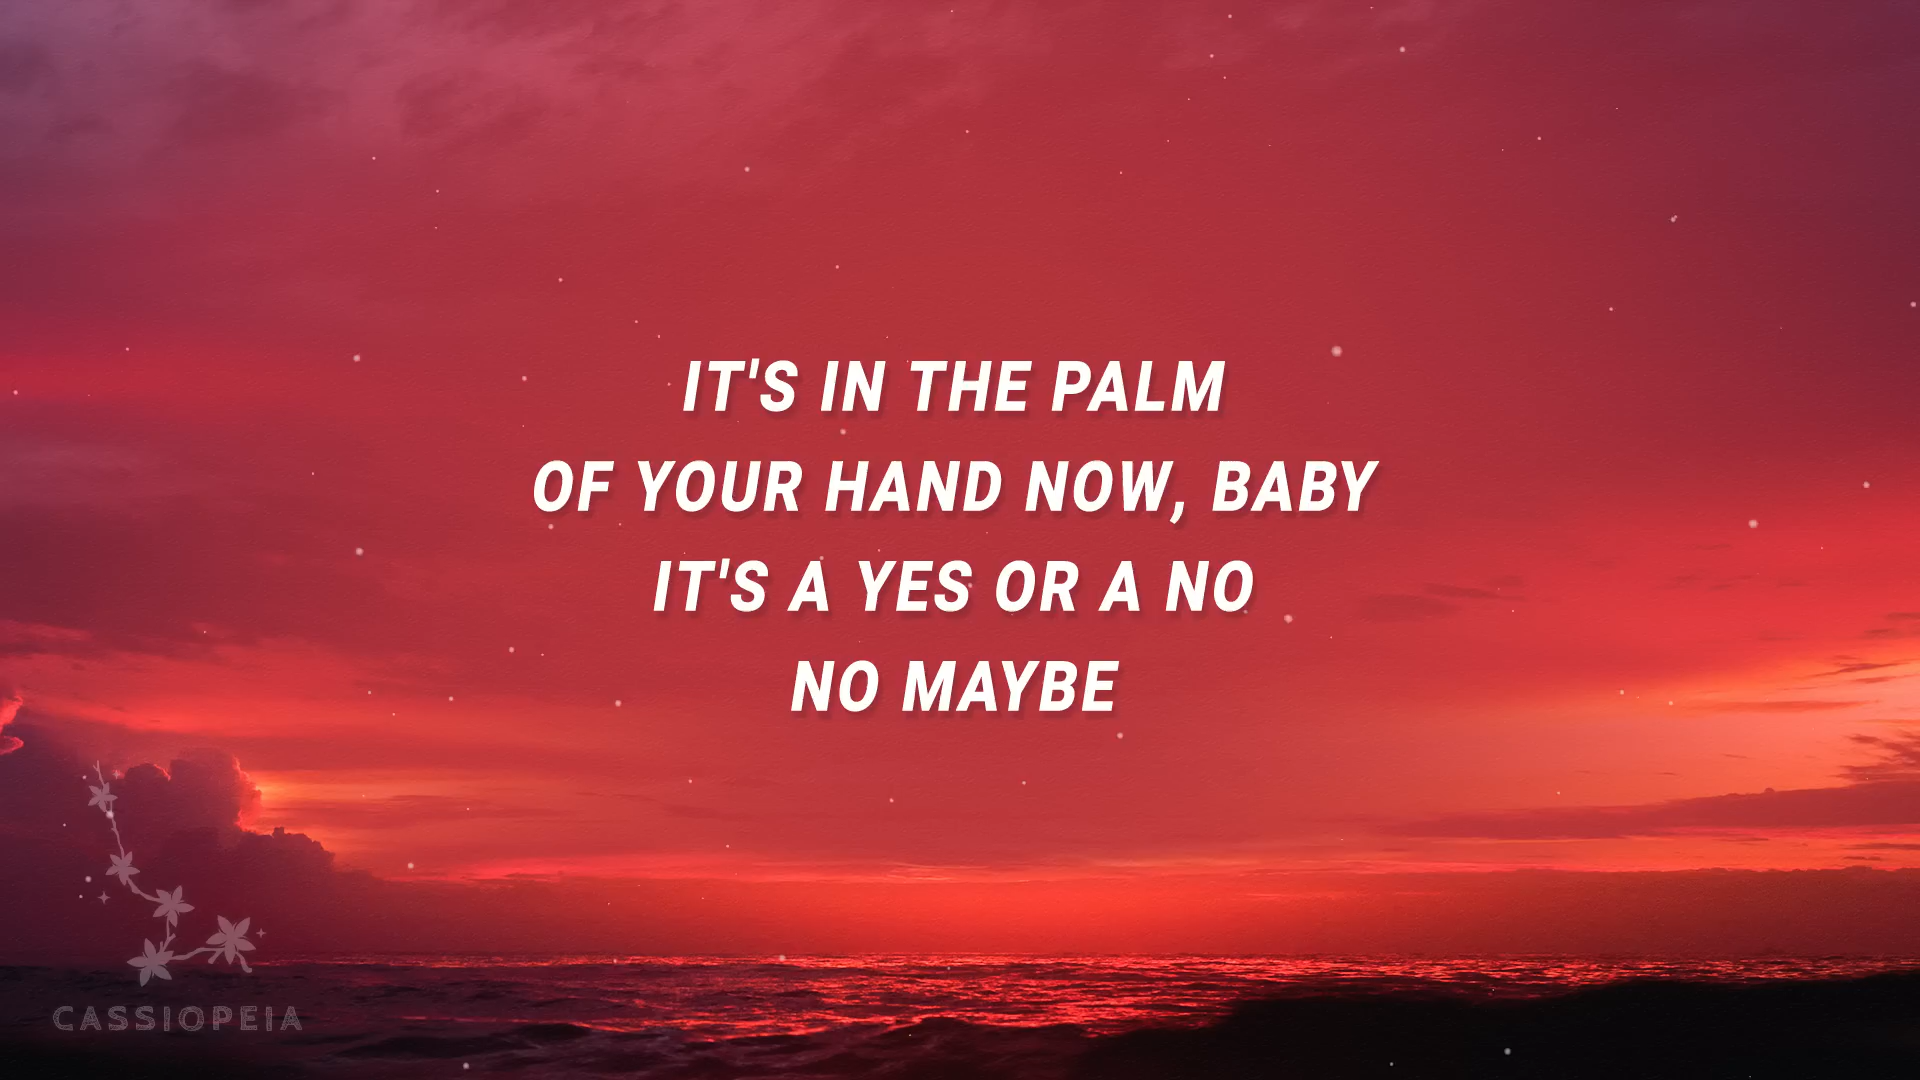 IT'S IN THE PALM
OF YOUR HAND NOW, BABY
IT'S A YES OR A NO
NO MAYBE
CASSIOPEIA